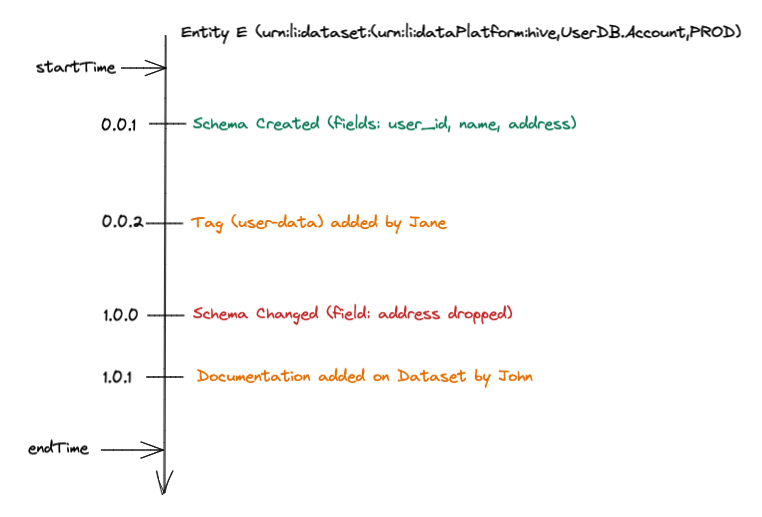 Entity E (urn:li:dataset:(urn:li:dataPlatform:hive,UserDB.Account,PROD)
startTime
0.0.1 Schema Created (fields: user_id, name, address)
0.0.2 Tag (user-data) added by Jane
1.0.0 Schema Changed (field: address dropped)
1.0.1 Documentation added on Dataset by John
endTime